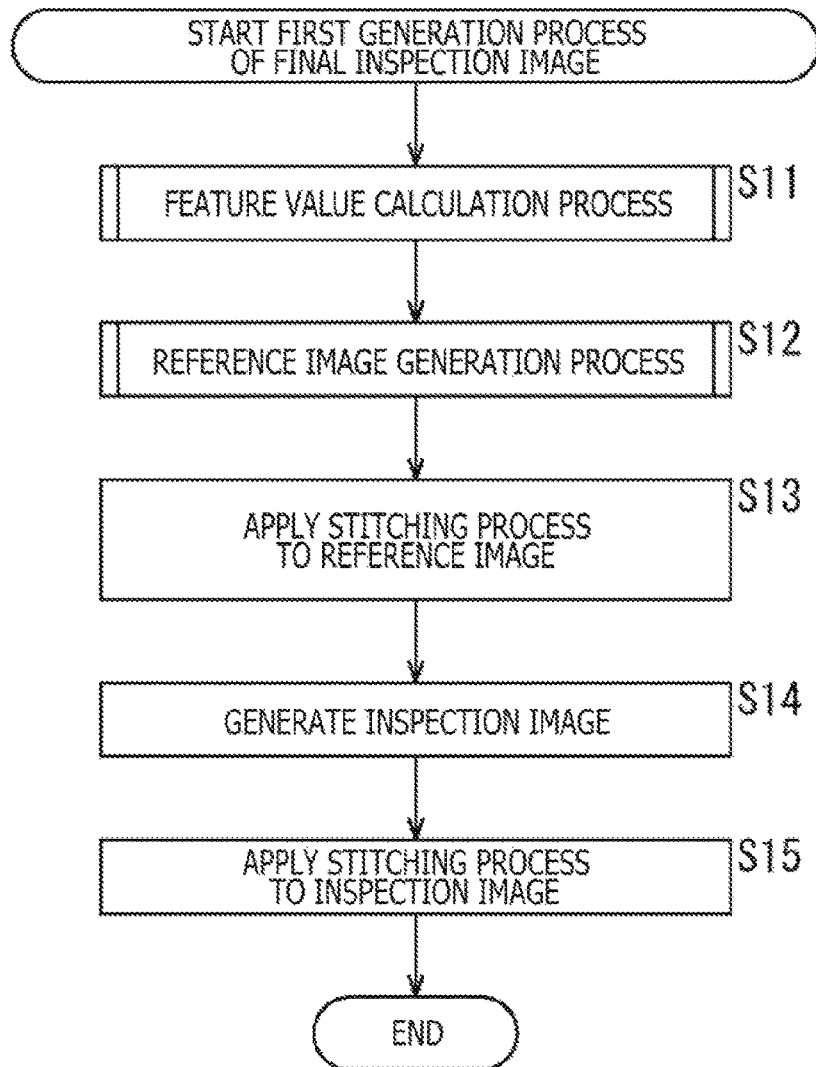 START FIRST GENERATION PROCESS
OF FINAL INSPECTION IMAGE
S11
FEATURE VALUE CALCULATION PROCESS
S12
REFERENCE IMAGE GENERATION PROCESS
S13
APPLY STITCHING PROCESS
TO REFERENCE IMAGE
S14
GENERATE INSPECTION IMAGE
S15
APPLY STITCHING PROCESS
TO INSPECTION IMAGE
END